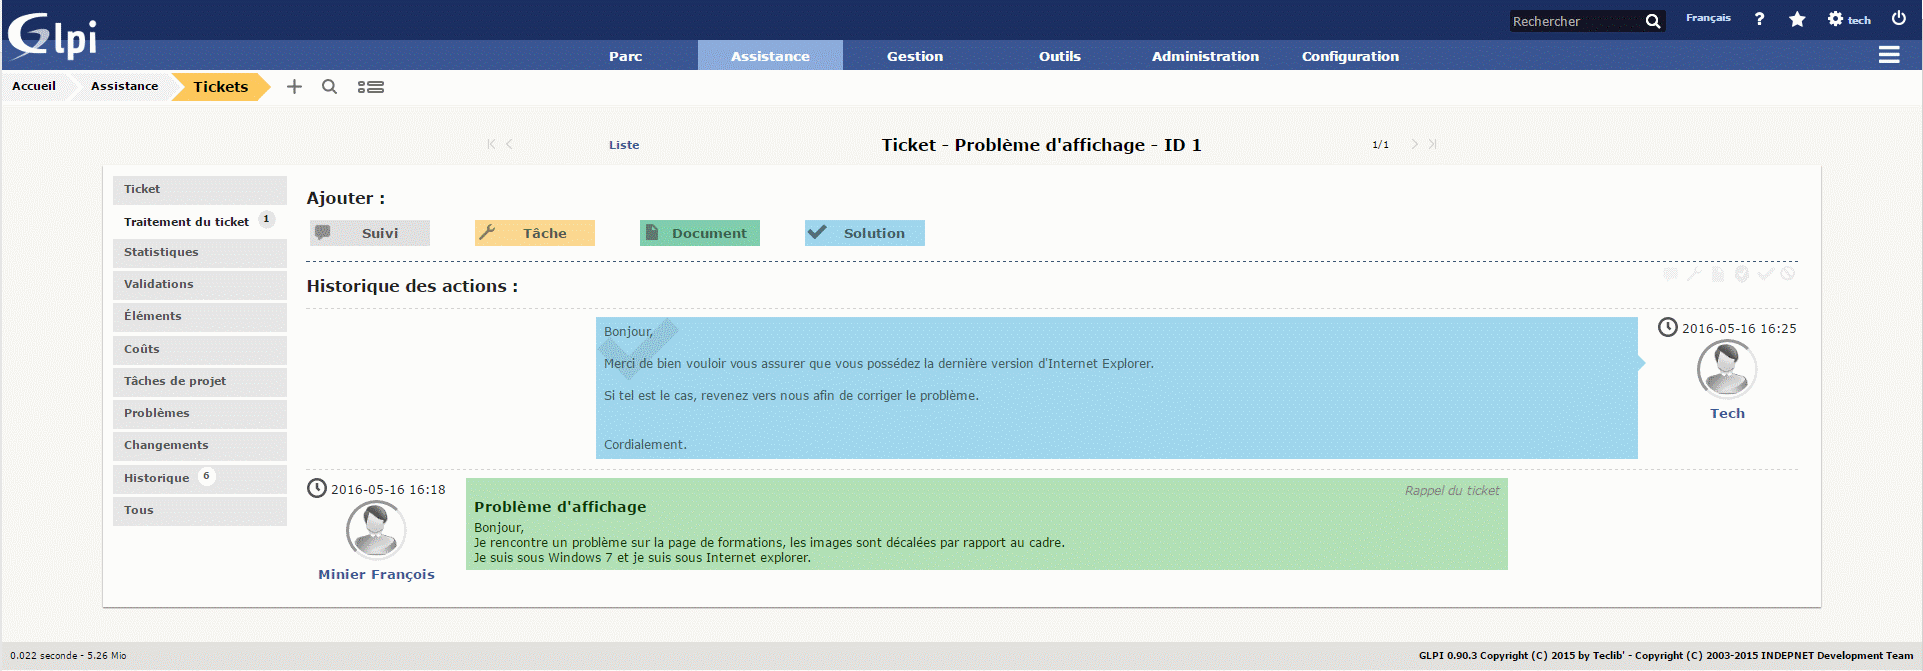 Glpi
Rechercher
Français
?
tech
Parc
Assistance
Gestion
Outils
Administration
Configuration
Accueil
Assistance
Tickets
Liste
Ticket - Problème d'affichage - ID 1
1/1
Ticket
Traitement du ticket 1
Statistiques
Validations
Éléments
Coûts
Tâches de projet
Problèmes
Changements
Historique 6
Tous
Ajouter :
Suivi
Tâche
Document
Solution
Historique des actions :
Bonjour,
Merci de bien vouloir vous assurer que vous possédez la dernière version d'Internet Explorer.
Si tel est le cas, revenez vers nous afin de corriger le problème.
Cordialement.
2016-05-16 16:25
Tech
2016-05-16 16:18
Minier François
Rappel du ticket
Problème d'affichage
Bonjour,
Je rencontre un problème sur la page de formations, les images sont décalées par rapport au cadre.
Je suis sous Windows 7 et je suis sous Internet explorer.
0.022 seconde - 5.26 Mio
GLPI 0.90.3 Copyright (C) 2015 by Teclib' - Copyright (C) 2003-2015 INDEPNET Development Team